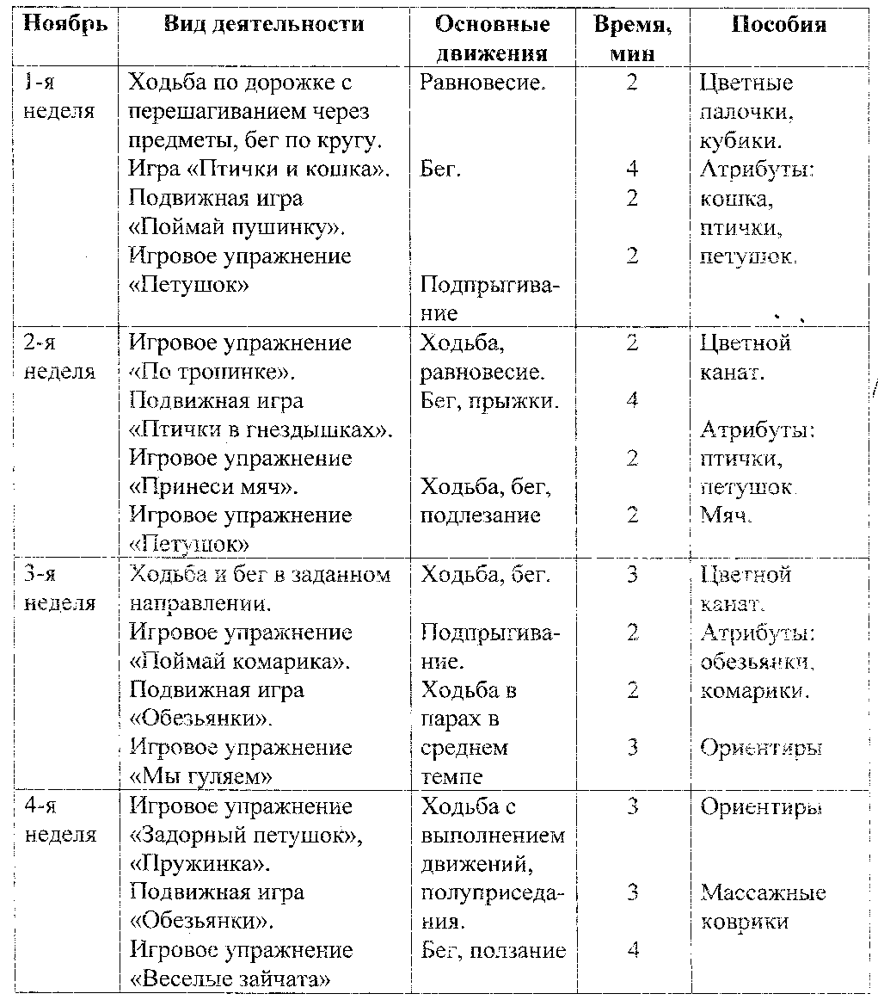 Ноябрь Вид деятельности Основные движения Время, мин Пособия
1-я неделя
Ходьба по дорожке с
перешагиванием через
предметы, бег по кругу.
Игра «Птички и кошка».
Подвижная игра
«Поймай пушинку».
Игровое упражнение
«Петушок»
Равновесие.
Бег.
Подпрыгива-
ние
2
4
2
2
Цветные
палочки,
кубики.
Атрибуты:
кошка,
птички,
петушок.
2-я
неделя
Игровое упражнение
«По тропинке».
Подвижная игра
«Птички в гнездышках».
Игровое упражнение
«Принеси мяч».
Игровое упражнение
«Петушок»
Ходьба,
равновесие.
Бег, прыжки.
Ходьба, бег,
подлезание
2
4
2
2
Цветной
канат.
Атрибуты:
птички,
петушок.
Мяч.
3-я
неделя
Ходьба и бег в заданном
направлении.
Игровое упражнение
«Поймай комарика».
Подвижная игра
«Обезьянки».
Игровое упражнение
«Мы гуляем»
Ходьба, бег.
Подпрыгива-
ние.
Ходьба в
парах в
среднем
темпе
3
2
2
3
Цветной
канат.
Атрибуты:
обезьянки,
комарики.
Ориентиры
4-я
неделя
Игровое упражнение
«Задорный петушок»,
«Пружинка».
Подвижная игра
«Обезьянки».
Игровое упражнение
«Веселые зайчата»
Ходьба с
выполнением
движений,
полуприседа-
ния.
Бег, ползание
3
3
4
Ориентиры
Массажные
коврики